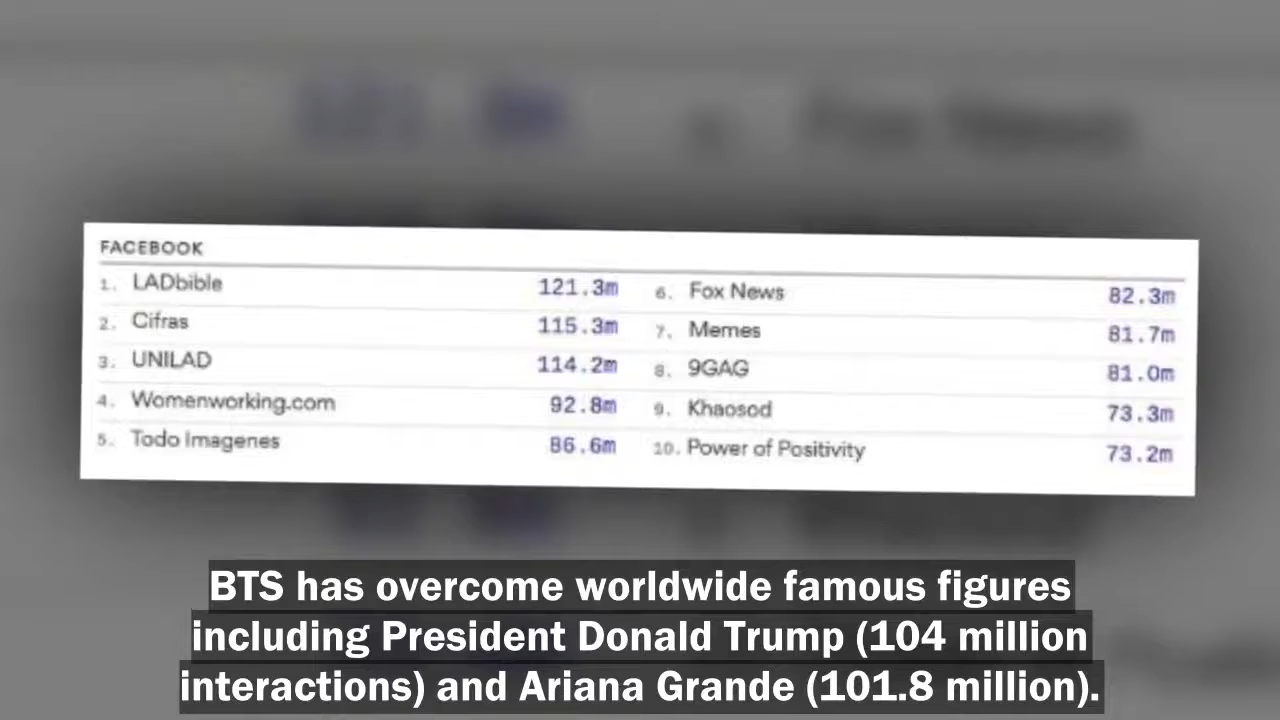 FACEBOOK
1. LADbible 121.3m
2. Cifras 115.3m
3. UNILAD 114.2m
4. Womenworking.com 92.8m
5. Todo Imagenes 86.6m
6. Fox News 82.3m
7. Memes 81.7m
8. 9GAG 81.0m
9. Khaosod 73.3m
10. Power of Positivity 73.2m
BTS has overcome worldwide famous figures
including President Donald Trump (104 million
interactions) and Ariana Grande (101.8 million).